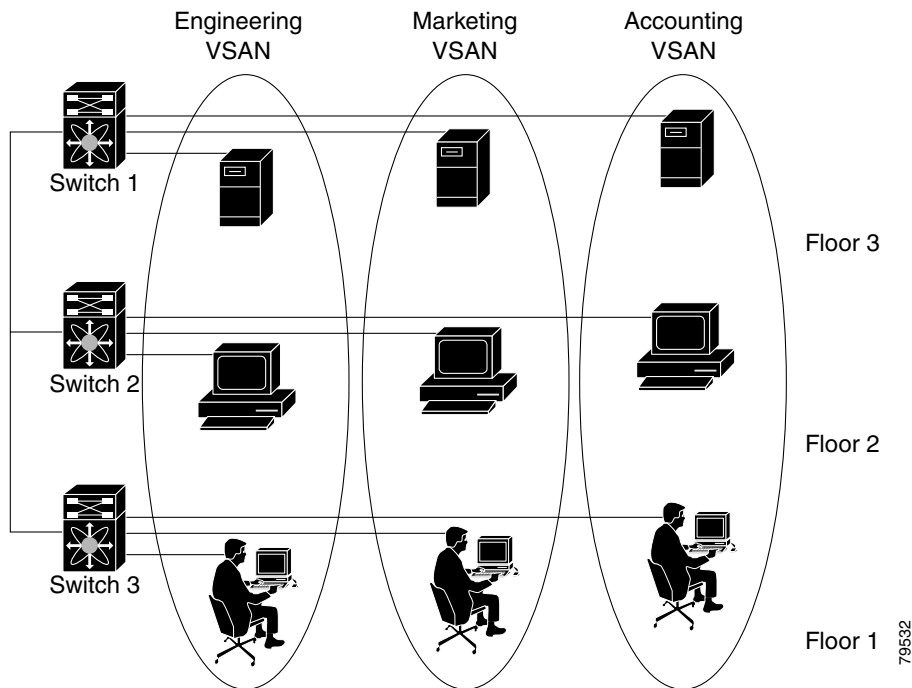 Engineering
VSAN
Marketing
VSAN
Accounting
VSAN
Switch 1
Floor 3
Switch 2
Floor 2
Switch 3
Floor 1
79532